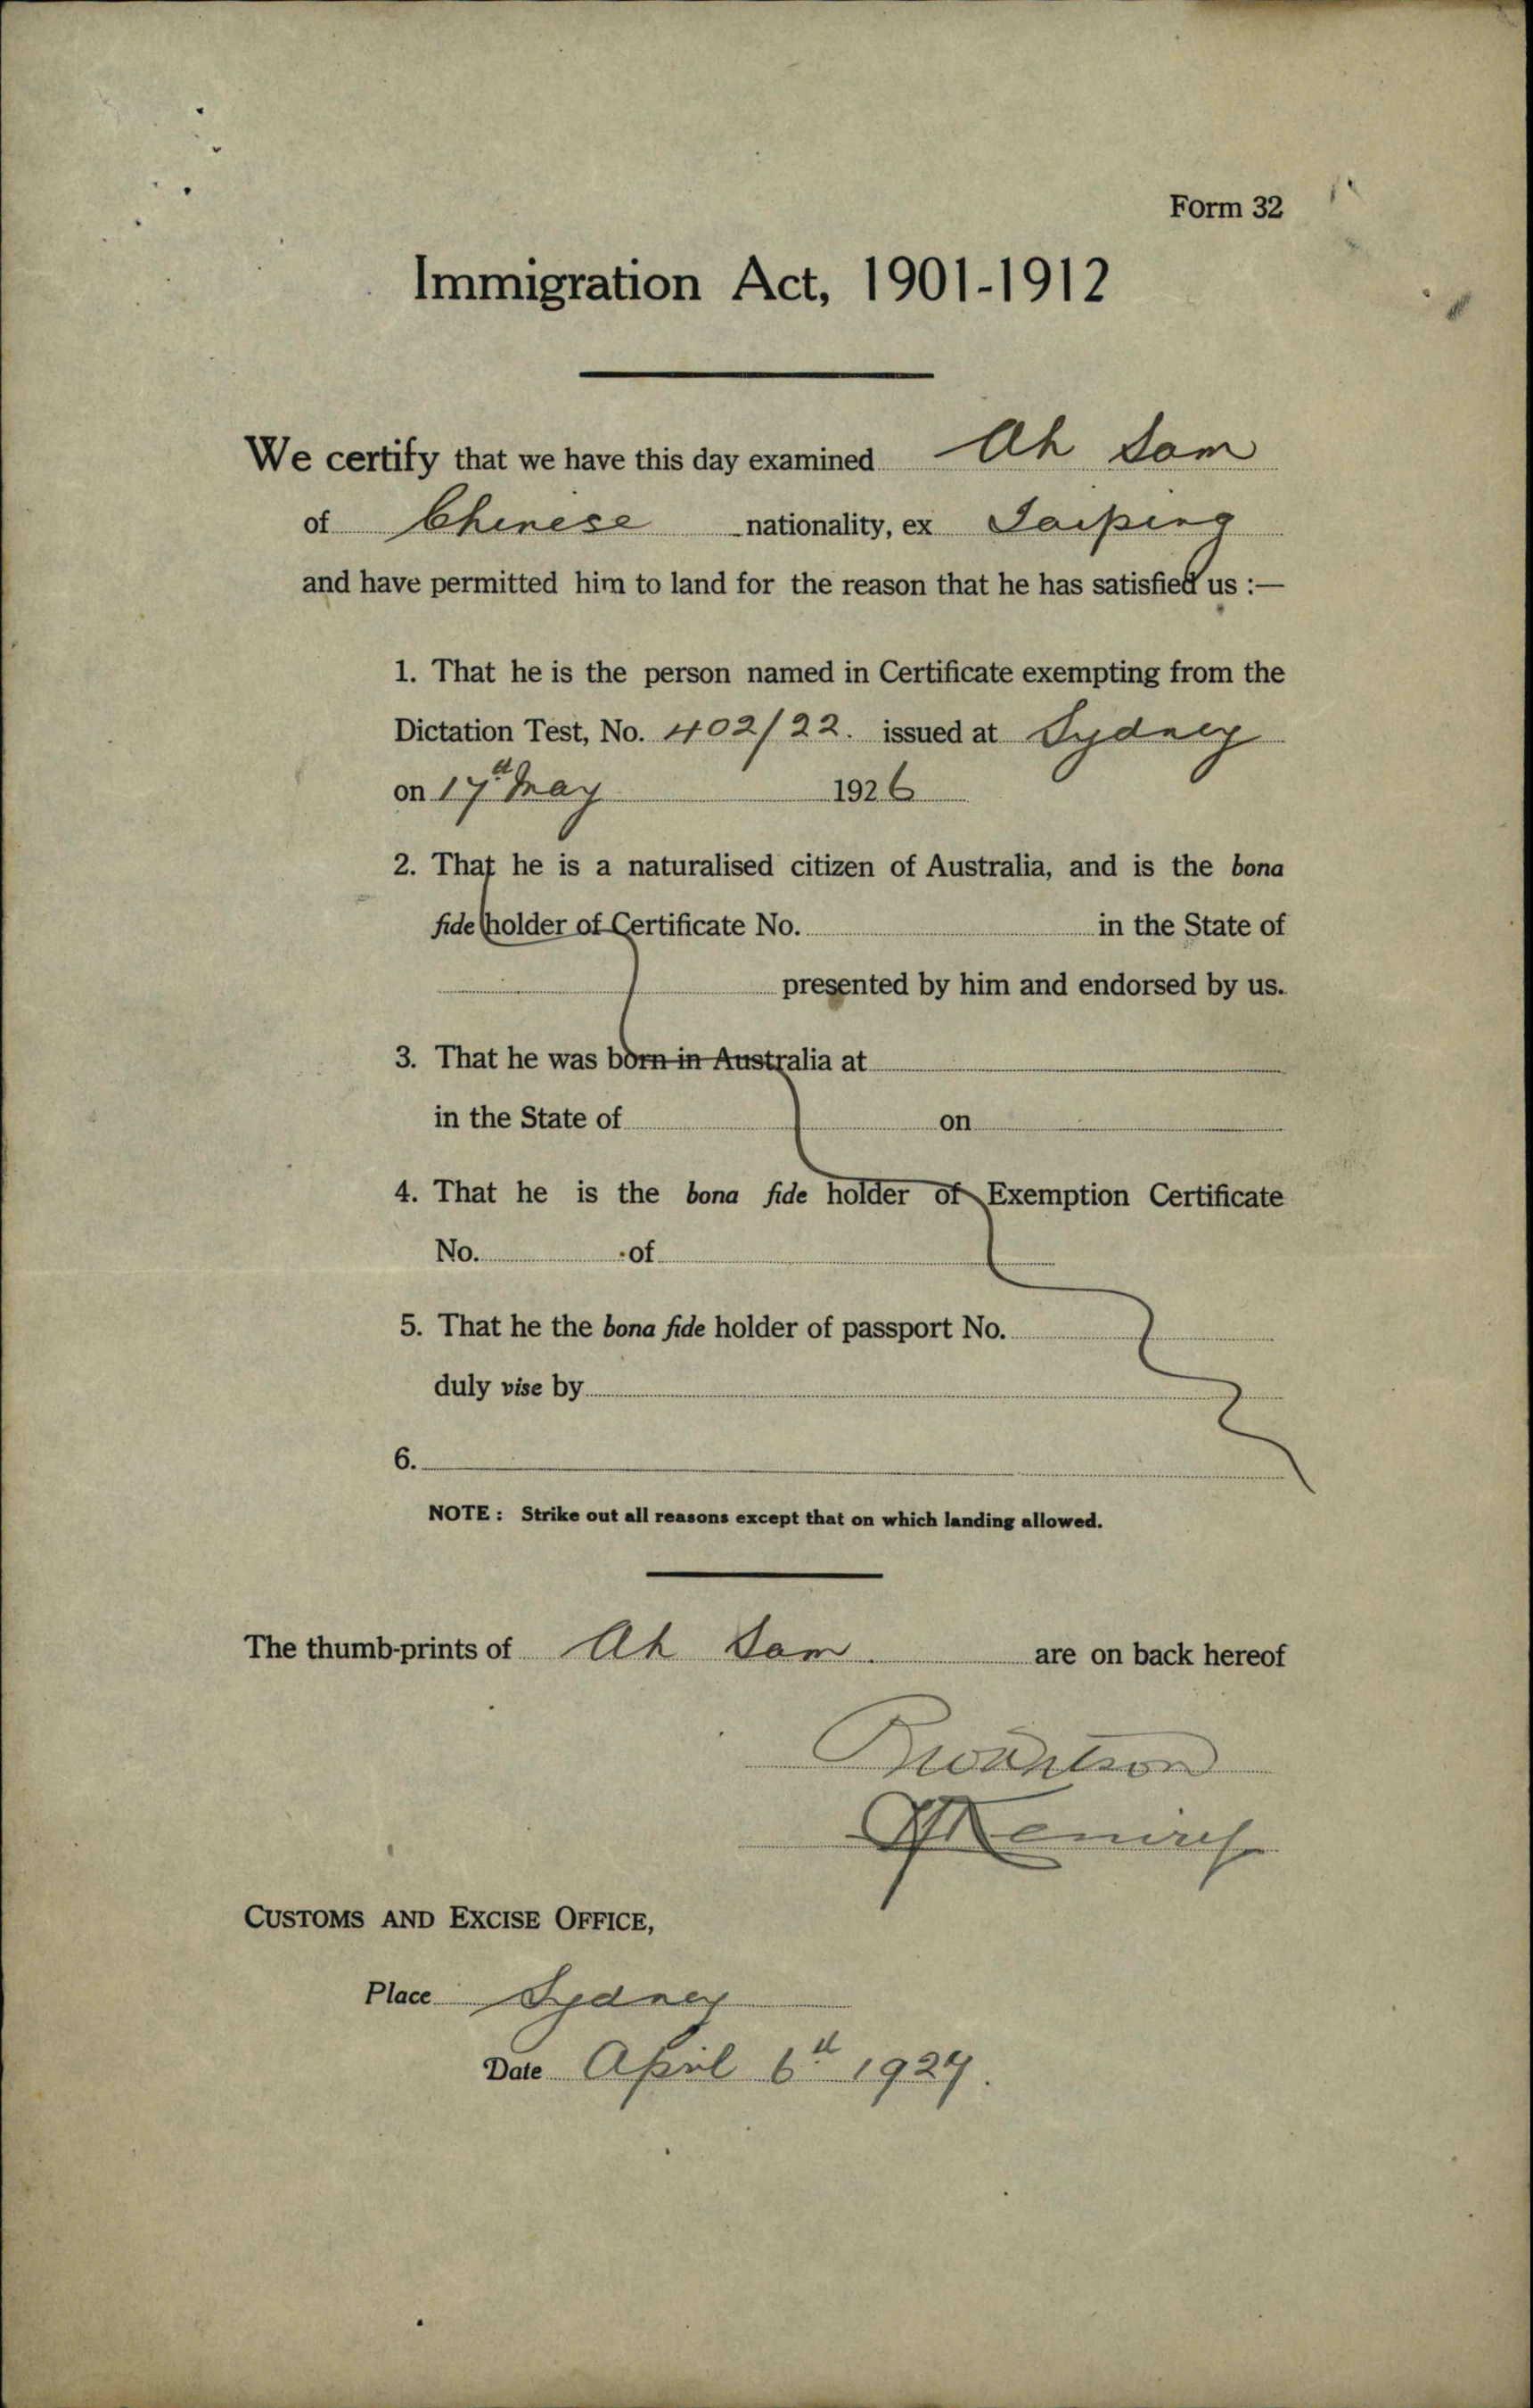 Form 32
Immigration Act, 1901-1912
We certify that we have this day examined Ah Sam
of Chinese nationality, ex Taiping
and have permitted him to land for the reason that he has satisfied us :—
1. That he is the person named in Certificate exempting from the
Dictation Test, No. 402/22. issued at Sydney
on 17th May 1926
2. That he is a naturalised citizen of Australia, and is the bona
fide holder of Certificate No. in the State of
presented by him and endorsed by us.
3. That he was born in Australia at
in the State of on
4. That he is the bona fide holder of Exemption Certificate
No. of
5. That he the bona fide holder of passport No.
duly vise by
6.
NOTE : Strike out all reasons except that on which landing allowed.
The thumb-prints of Ah Sam. are on back hereof
CUSTOMS AND EXCISE OFFICE,
Place Sydney
Date April 6th 1927.